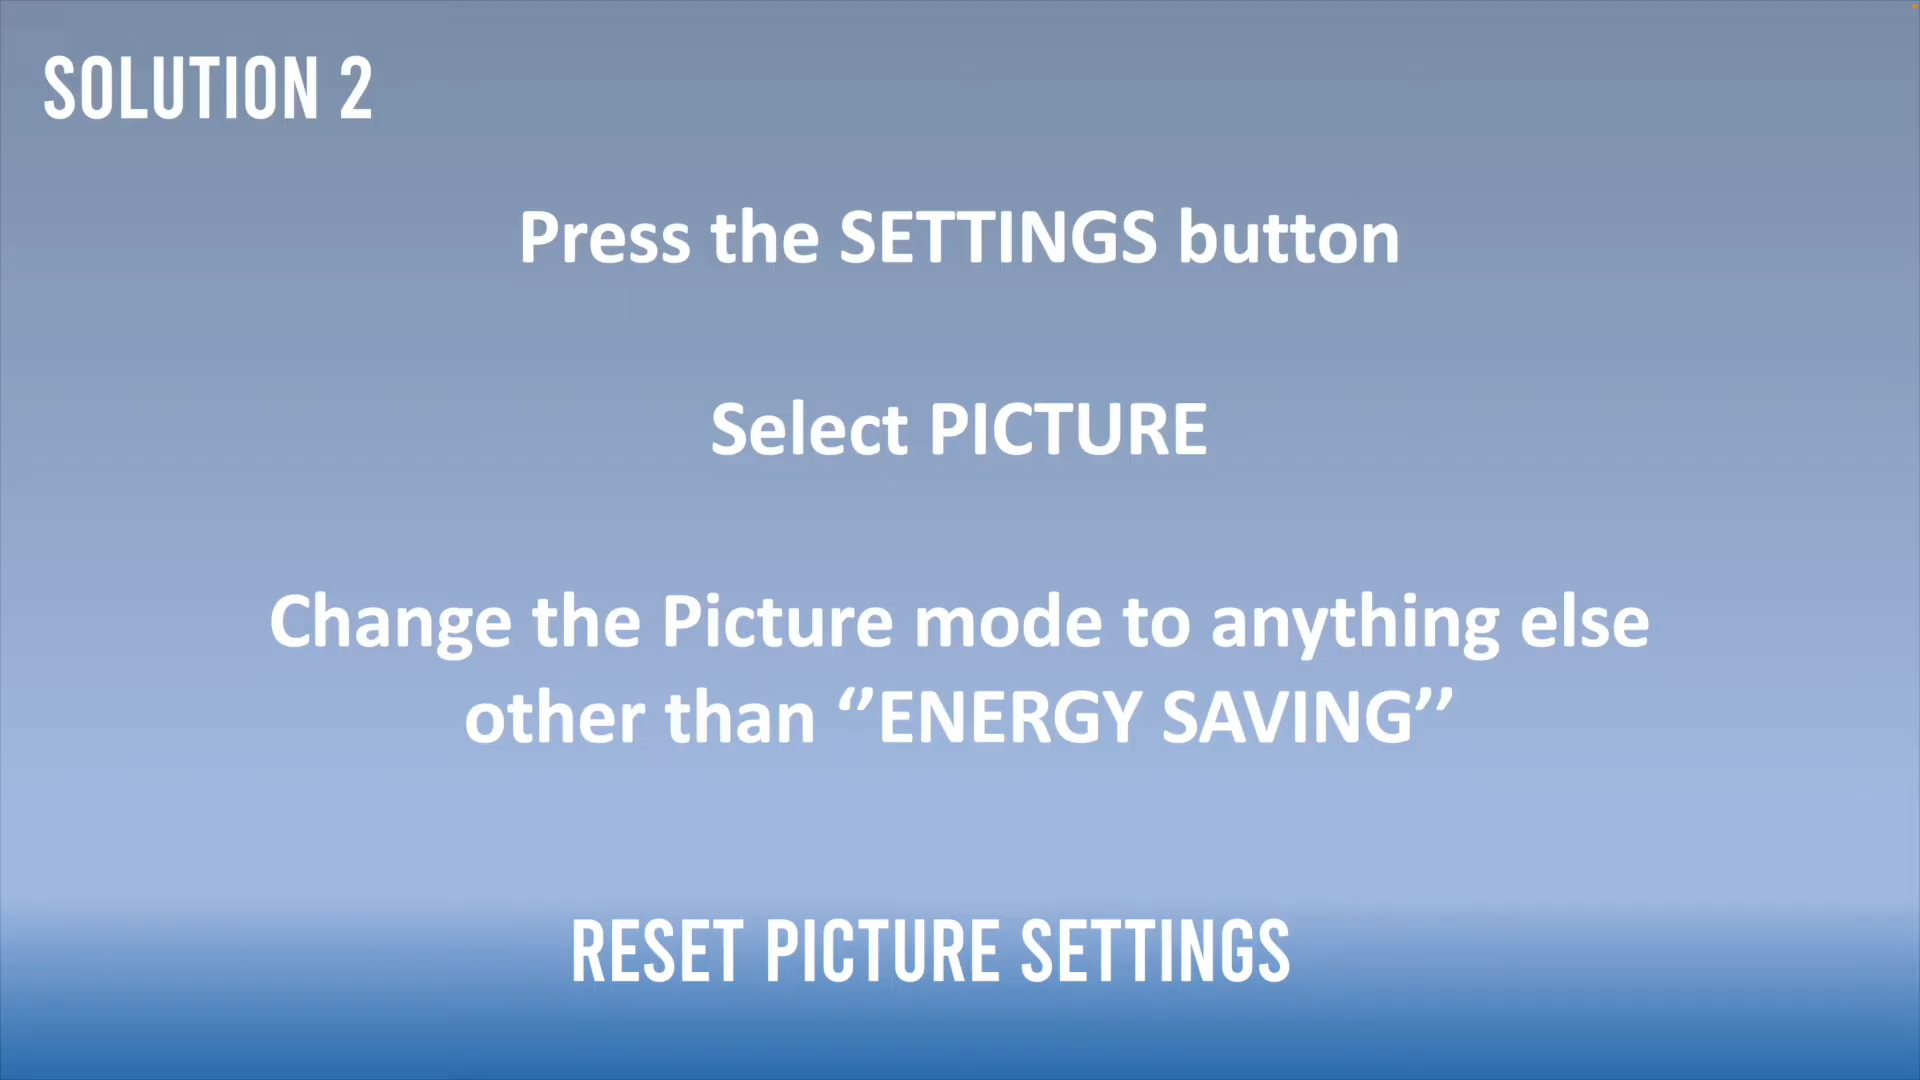 SOLUTION 2
Press the SETTINGS button
Select PICTURE
Change the Picture mode to anything else
other than ‘’ENERGY SAVING’’
RESET PICTURE SETTINGS